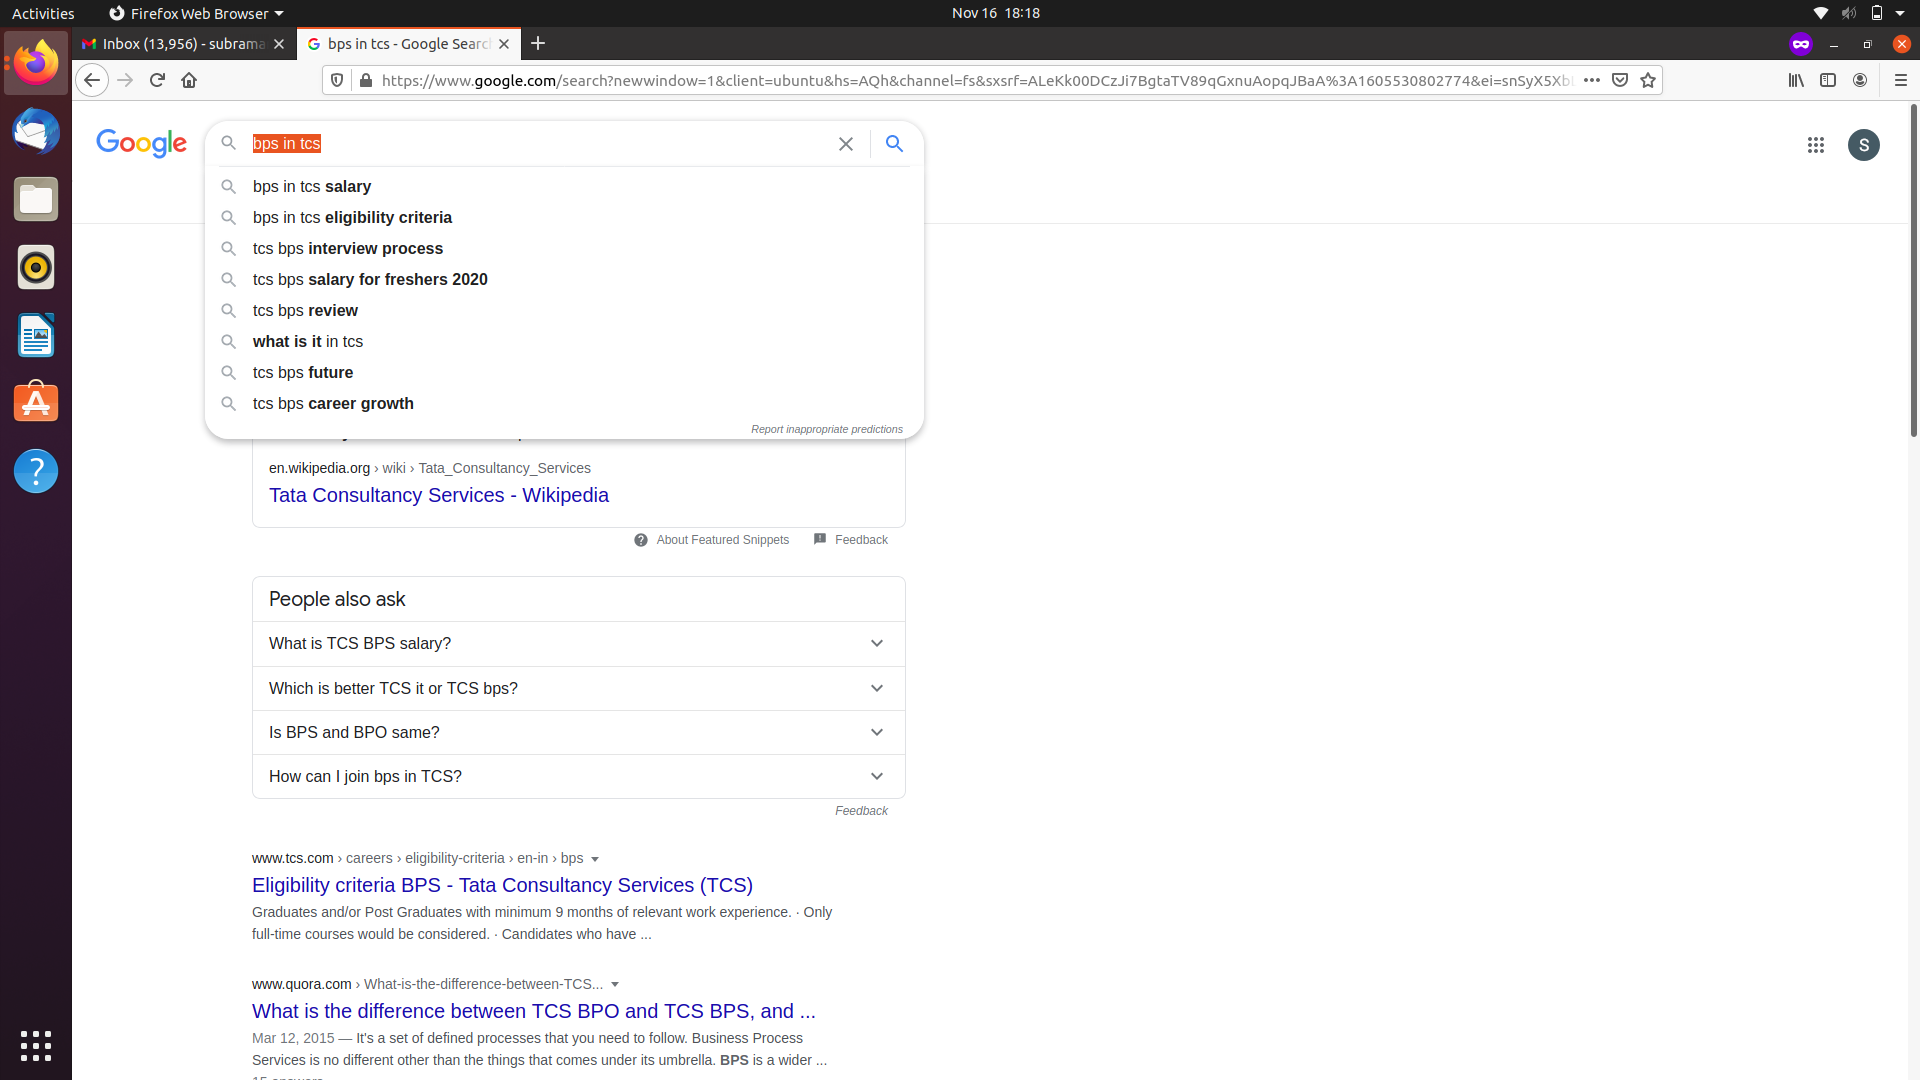 Activities
Firefox Web Browser
Nov 16 18:18
Inbox (13,956) - subrama
bps in tcs - Google Searc
https://www.google.com/search?newwindow=1&client=ubuntu&hs=AQh&channel=fs&sxsrf=ALeKk00DCzJi7BgtaTV89qGxnuAopqJBaA%3A1605530802774&ei=snSyX5Xb
Google
bps in tcs
S
bps in tcs salary
bps in tcs eligibility criteria
tcs bps interview process
tcs bps salary for freshers 2020
tcs bps review
what is it in tcs
tcs bps future
tcs bps career growth
Report inappropriate predictions
en.wikipedia.org › wiki › Tata_Consultancy_Services
Tata Consultancy Services - Wikipedia
About Featured Snippets
Feedback
People also ask
What is TCS BPS salary?
Which is better TCS it or TCS bps?
Is BPS and BPO same?
How can I join bps in TCS?
Feedback
www.tcs.com › careers › eligibility-criteria › en-in › bps
Eligibility criteria BPS - Tata Consultancy Services (TCS)
Graduates and/or Post Graduates with minimum 9 months of relevant work experience. · Only
full-time courses would be considered. · Candidates who have ...
www.quora.com › What-is-the-difference-between-TCS...
What is the difference between TCS BPO and TCS BPS, and ...
Mar 12, 2015 — It's a set of defined processes that you need to follow. Business Process
Services is no different other than the things that comes under its umbrella. BPS is a wider ...
15 answers